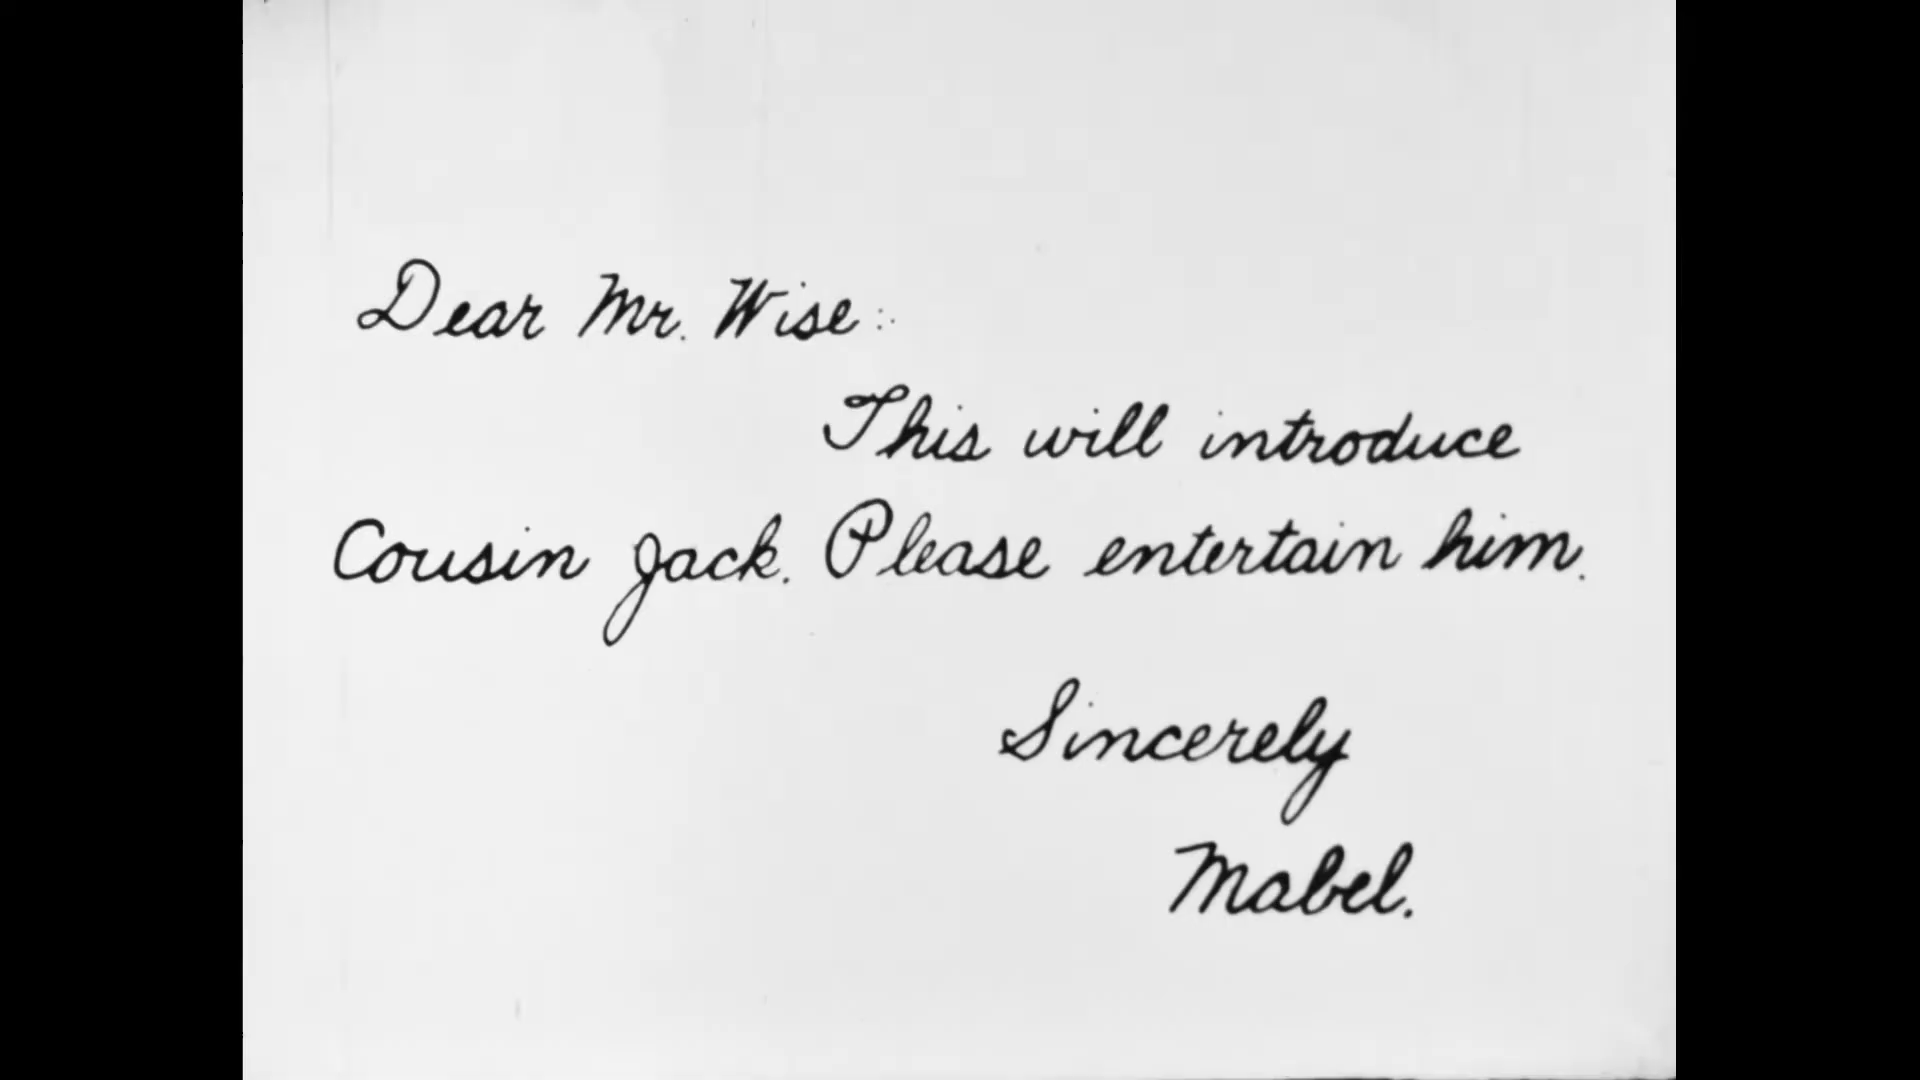 Dear Mr. Wise:
This will introduce
Cousin Jack. Please entertain him.
Sincerely
Mabel.